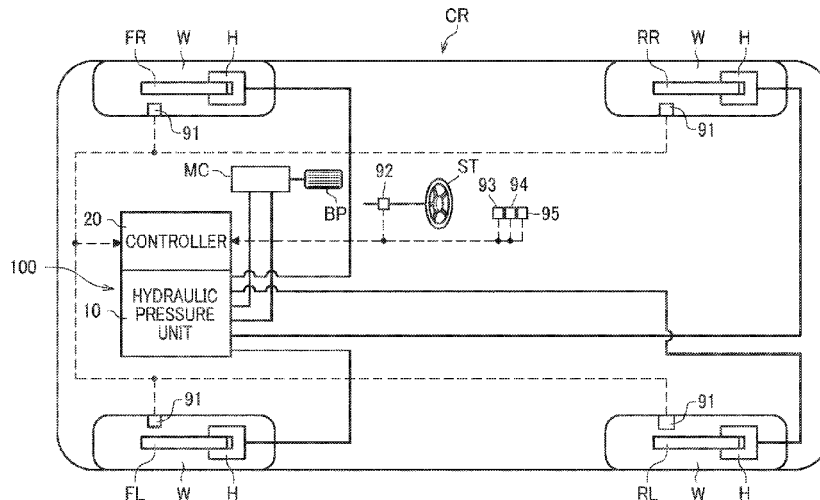 CR
FR W H
RR W H
91
91
MC
BP
92
ST
93 94
95
20
CONTROLLER
100
10
HYDRAULIC
PRESSURE
UNIT
91
91
FL W H
RL W H